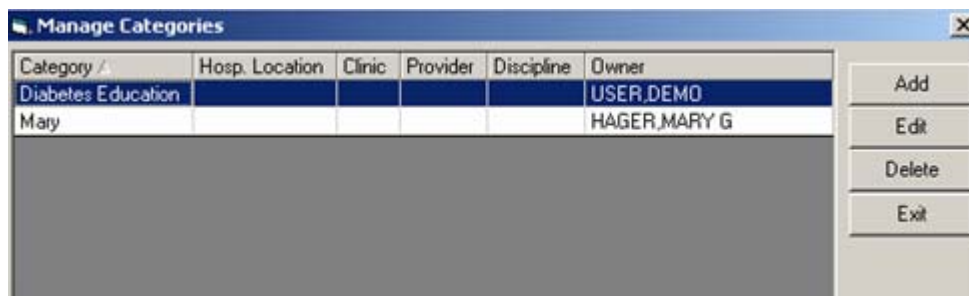 Manage Categories
Category Hosp. Location Clinic Provider Discipline Owner
Diabetes Education USER,DEMO
Mary HAGER,MARY G
Add
Edit
Delete
Exit